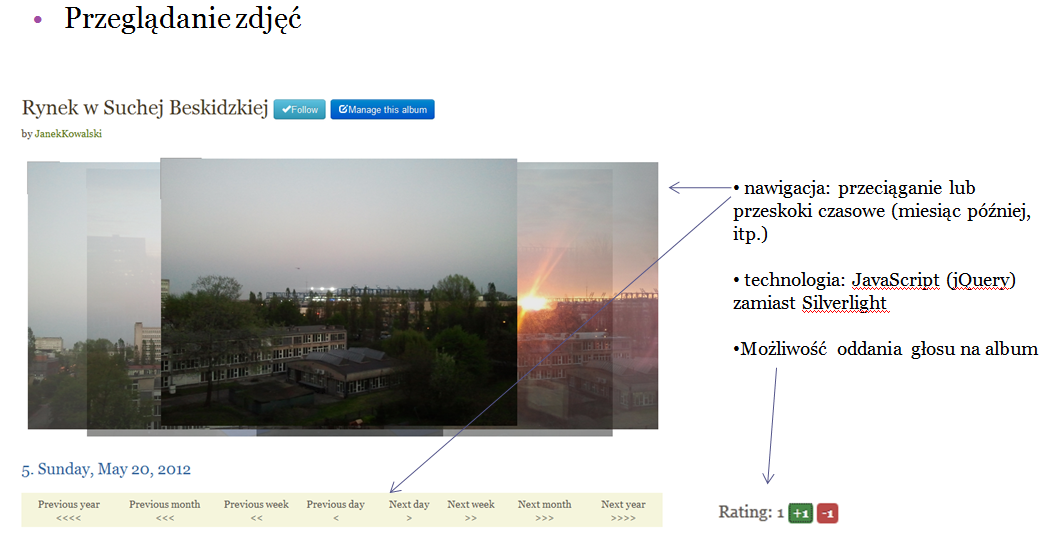 • Przeglądanie zdjęć
Rynek w Suchej Beskidzkiej Follow Manage this album
by JanekKowalski
• nawigacja: przeciąganie lub
przeskoki czasowe (miesiąc później,
itp.)
• technologia: JavaScript (jQuery)
zamiast Silverlight
•Możliwość oddania głosu na album
5. Sunday, May 20, 2012
Previous year Previous month Previous week Previous day Next day Next week Next month Next year
<<<< <<< << < > >> >>> >>>>
Rating: 1 +1 -1